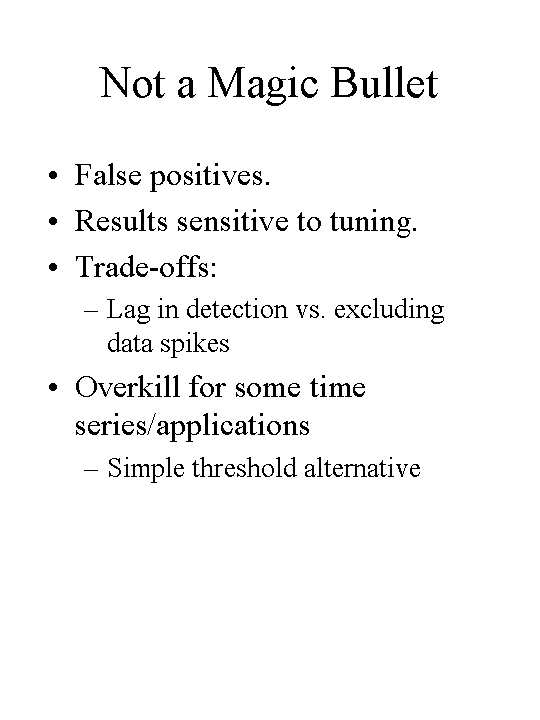 Not a Magic Bullet
• False positives.
• Results sensitive to tuning.
• Trade-offs:
– Lag in detection vs. excluding
data spikes
• Overkill for some time
series/applications
– Simple threshold alternative